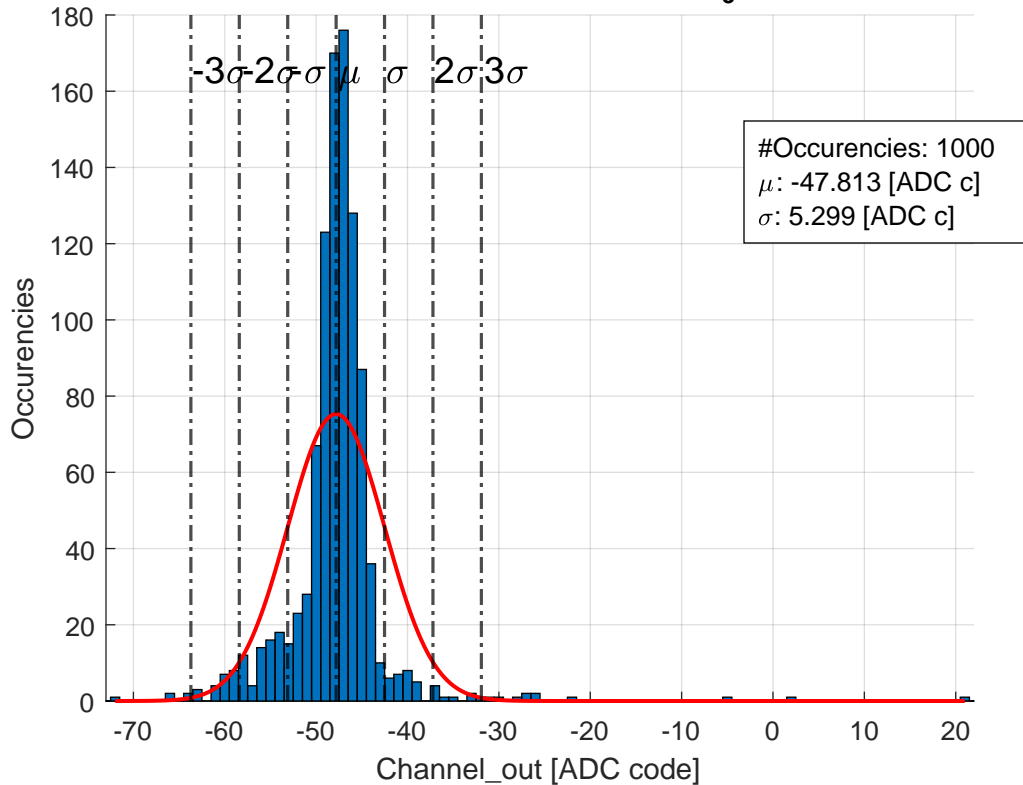 180
160
140
120
100
80
60
40
20
0
Occurencies
-3σ -2σ -σ μ σ 2σ 3σ
#Occurencies: 1000
μ: -47.813 [ADC c]
σ: 5.299 [ADC c]
-70 -60 -50 -40 -30 -20 -10 0 10 20
Channel_out [ADC code]